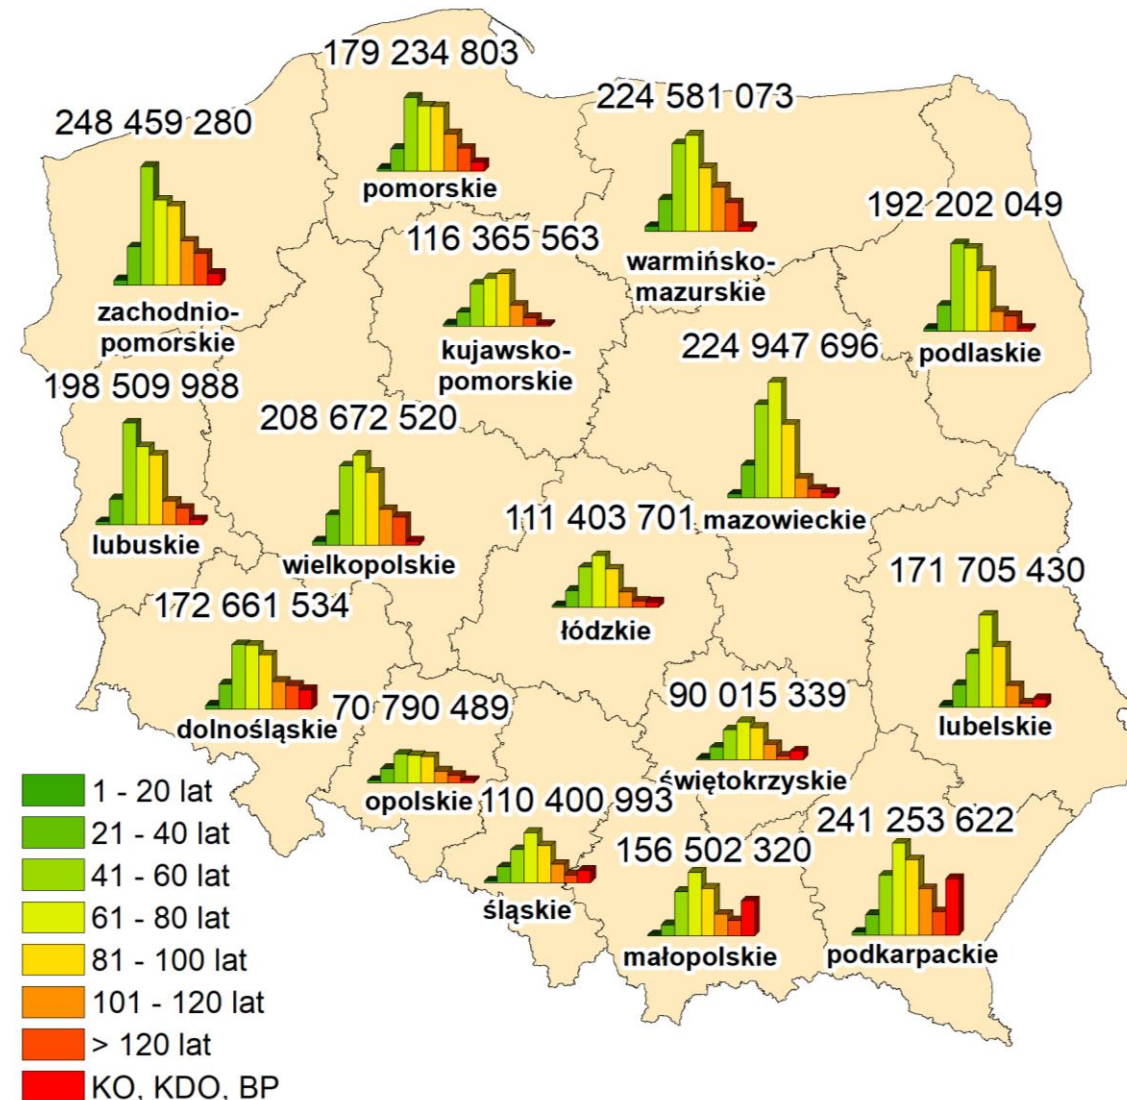 179 234 803
pomorskie
248 459 280
zachodnio-
pomorskie
224 581 073
warmińsko-
mazurskie
192 202 049
podlaskie
116 365 563
kujawsko-
pomorskie
224 947 696
mazowieckie
198 509 988
lubuskie
208 672 520
wielkopolskie
111 403 701
łódzkie
171 705 430
lubelskie
172 661 534
dolnośląskie
70 790 489
opolskie
90 015 339
świętokrzyskie
110 400 993
śląskie
156 502 320
małopolskie
241 253 622
podkarpackie
1 - 20 lat
21 - 40 lat
41 - 60 lat
61 - 80 lat
81 - 100 lat
101 - 120 lat
> 120 lat
KO, KDO, BP